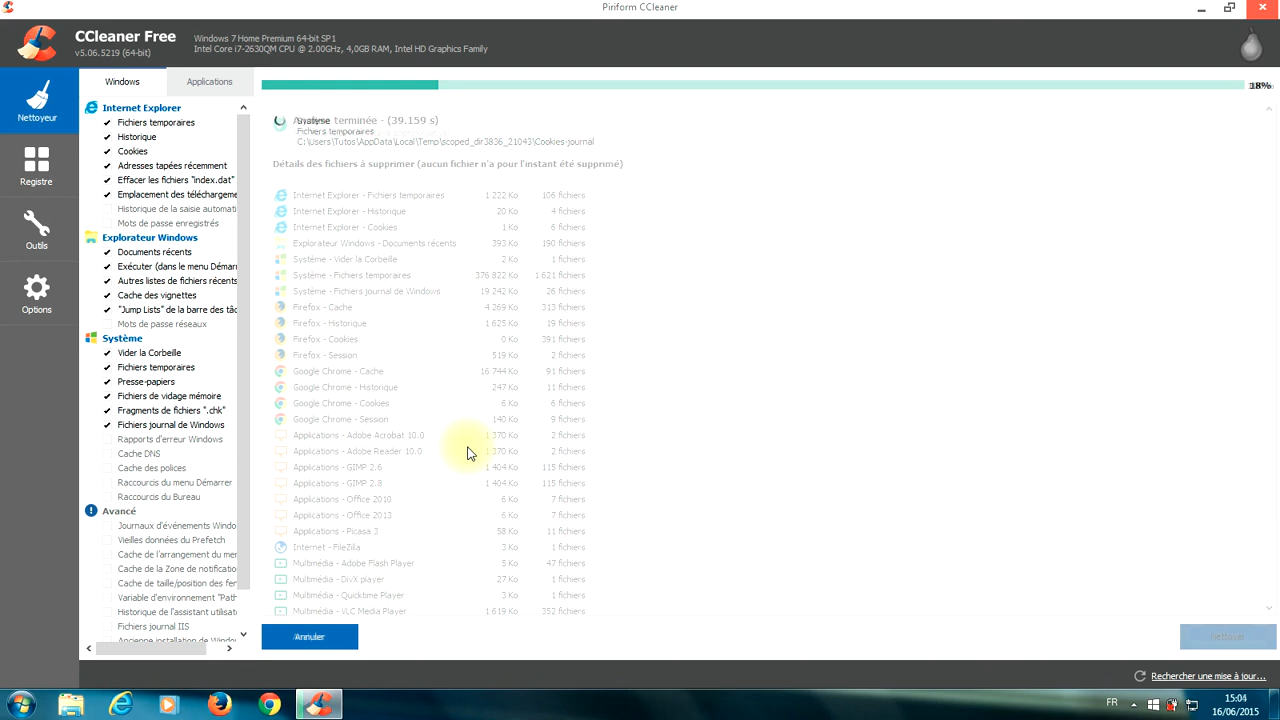 Piriform CCleaner
CCleaner Free
v5.06.5219 (64-bit)
Windows 7 Home Premium 64-bit SP1
Intel Core i7-2630QM CPU @ 2.00GHz, 4,0GB RAM, Intel HD Graphics Family
Nettoyeur
Registre
Outils
Options
Windows
Applications
Internet Explorer
Fichiers temporaires
Historique
Cookies
Adresses tapées récemment
Effacer les fichiers "index.dat"
Emplacement des téléchargeme
Historique de la saisie automati
Mots de passe enregistrés
Explorateur Windows
Documents récents
Exécuter (dans le menu Démarr
Autres listes de fichiers récents
Cache des vignettes
"Jump Lists" de la barre des tâc
Mots de passe réseaux
Système
Vider la Corbeille
Fichiers temporaires
Presse-papiers
Fichiers de vidage mémoire
Fragments de fichiers ".chk"
Fichiers journal de Windows
Rapports d'erreur Windows
Cache DNS
Cache des polices
Raccourcis du menu Démarrer
Raccourcis du Bureau
Avancé
Journaux d'événements Windo
Vieilles données du Prefetch
Cache de l'arrangement du mer
Cache de la Zone de notificatio
Cache de taille/position des fen
Variable d'environnement "Path
Historique de l'assistant utilisat
Fichiers journal IIS
Ancienne installation de Windo
18%
terminée - (39.159 s)
Fichiers temporaires
C:\Users\Tutos\AppData\Local\Temp\scoped_dir3836_21043\Cookies-journal
Détails des fichiers à supprimer (aucun fichier n'a pour l'instant été supprimé)
Internet Explorer - Fichiers temporaires 1 222 Ko 106 fichiers
Internet Explorer - Historique 20 Ko 4 fichiers
Internet Explorer - Cookies 1 Ko 6 fichiers
Explorateur Windows - Documents récents 393 Ko 190 fichiers
Système - Vider la Corbeille 2 Ko 1 fichiers
Système - Fichiers temporaires 376 822 Ko 1 621 fichiers
Système - Fichiers journal de Windows 19 242 Ko 26 fichiers
Firefox - Cache 4 269 Ko 313 fichiers
Firefox - Historique 1 625 Ko 19 fichiers
Firefox - Cookies 0 Ko 391 fichiers
Firefox - Session 519 Ko 2 fichiers
Google Chrome - Cache 16 744 Ko 91 fichiers
Google Chrome - Historique 247 Ko 11 fichiers
Google Chrome - Cookies 6 Ko 6 fichiers
Google Chrome - Session 140 Ko 9 fichiers
Applications - Adobe Acrobat 10.0 1 370 Ko 2 fichiers
Applications - Adobe Reader 10.0 1 370 Ko 2 fichiers
Applications - GIMP 2.6 1 404 Ko 115 fichiers
Applications - GIMP 2.8 1 404 Ko 115 fichiers
Applications - Office 2010 6 Ko 7 fichiers
Applications - Office 2013 6 Ko 7 fichiers
Applications - Picasa 3 58 Ko 11 fichiers
Internet - FileZilla 3 Ko 1 fichiers
Multimédia - Adobe Flash Player 5 Ko 47 fichiers
Multimédia - DivX player 27 Ko 1 fichiers
Multimédia - Quicktime Player 3 Ko 1 fichiers
Multimédia - VLC Media Player 1 619 Ko 352 fichiers
Annuler
Nettoyer
Rechercher une mise à jour...
FR
15:04
16/06/2015